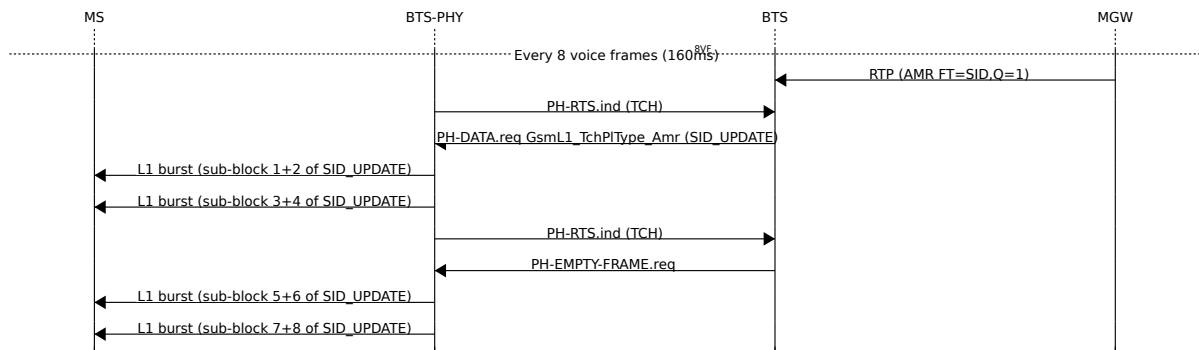 MS BTS-PHY BTS MGW
8VF
Every 8 voice frames (160ms)
RTP (AMR FT=SID,Q=1)
PH-RTS.ind (TCH)
PH-DATA.req GsmL1_TchPlType_Amr (SID_UPDATE)
L1 burst (sub-block 1+2 of SID_UPDATE)
L1 burst (sub-block 3+4 of SID_UPDATE)
PH-RTS.ind (TCH)
PH-EMPTY-FRAME.req
L1 burst (sub-block 5+6 of SID_UPDATE)
L1 burst (sub-block 7+8 of SID_UPDATE)